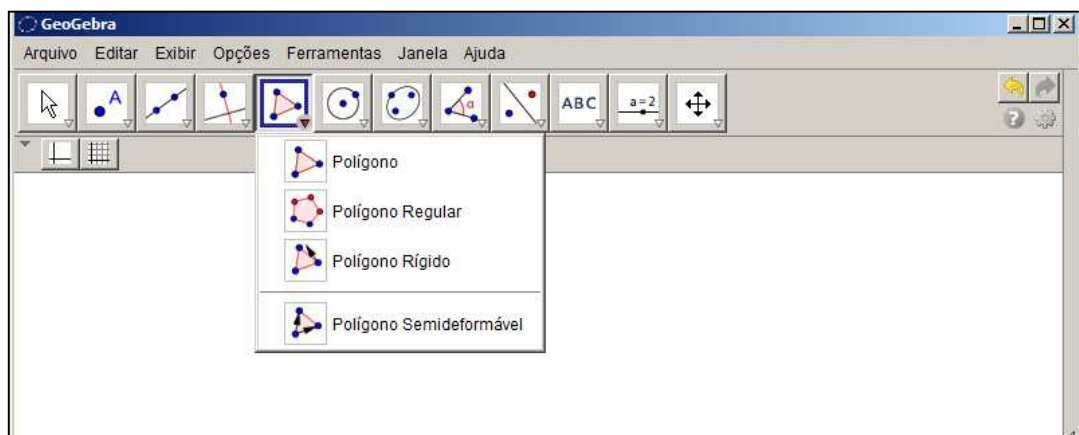 GeoGebra
Arquivo Editar Exibir Opções Ferramentas Janela Ajuda
A α ABC a=2
?
Polígono
Polígono Regular
Polígono Rígido
Polígono Semideformável